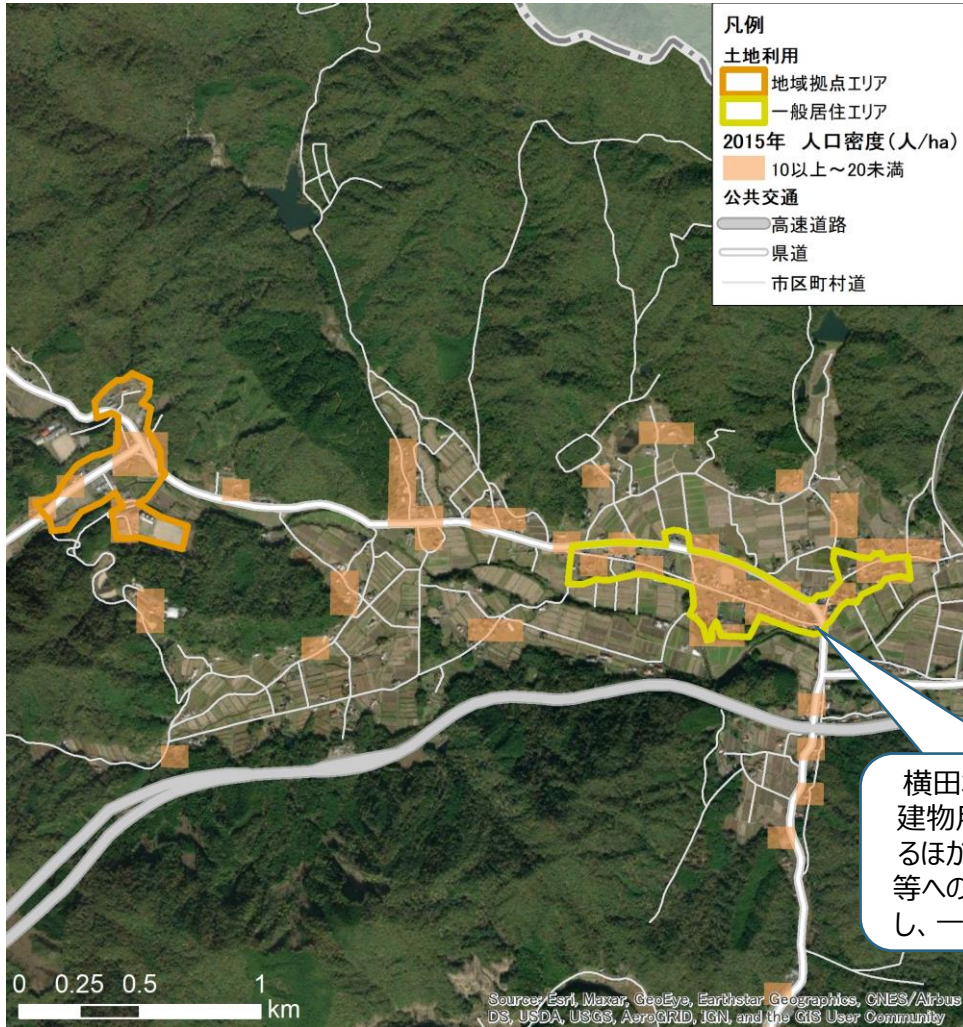 凡例
土地利用
地域拠点エリア
一般居住エリア
2015年 人口密度(人/ha)
10以上～20未満
公共交通
高速道路
県道
市区町村道
横田
建物
るほか
等への
し、一
0 0.25 0.5 1
km
Source: Esri, Maxar, GeoEye, Earthstar Geographics, CNES/Airbus
DS, USDA, USGS, AeroGRID, IGN, and the GIS User Community